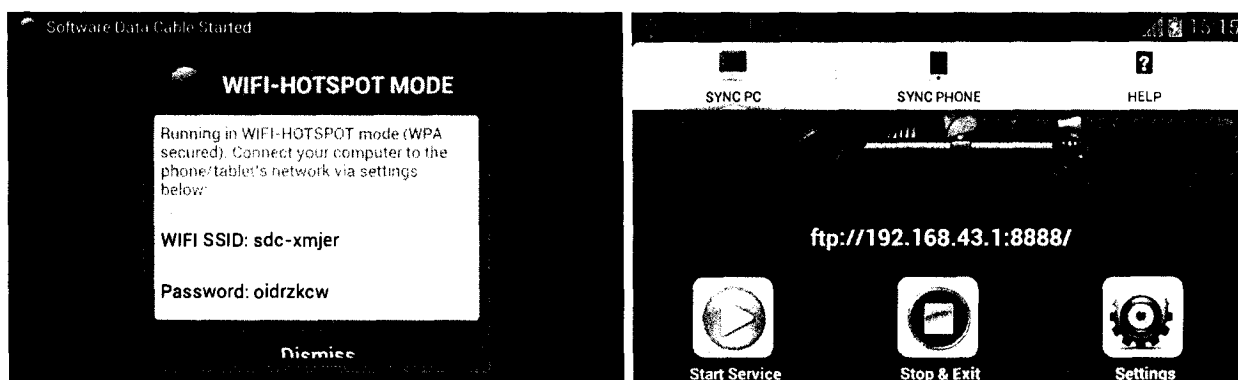 Software Data Cable Started
WIFI-HOTSPOT MODE
Running in WIFI-HOTSPOT mode (WPA
secured). Connect your computer to the
phone/tablet's network via settings
below:
WIFI SSID: sdc-xmjer
Password: oidrzkcw
Dismiss
15:15
SYNC PC
SYNC PHONE
?
HELP
ftp://192.168.43.1:8888/
Start Service
Stop & Exit
Settings